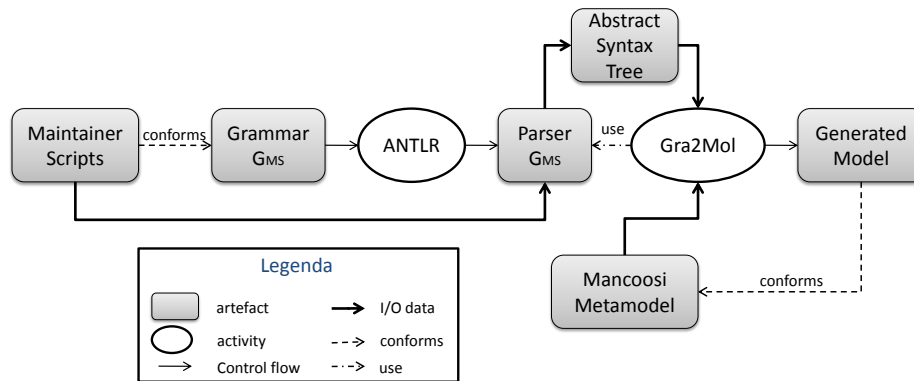 Abstract
Syntax
Tree
Maintainer
Scripts
conforms
Grammar
GMS
ANTLR
Parser
GMS
use
Gra2Mol
Generated
Model
Mancoosi
Metamodel
conforms
Legenda
artefact
I/O data
activity
conforms
Control flow
use